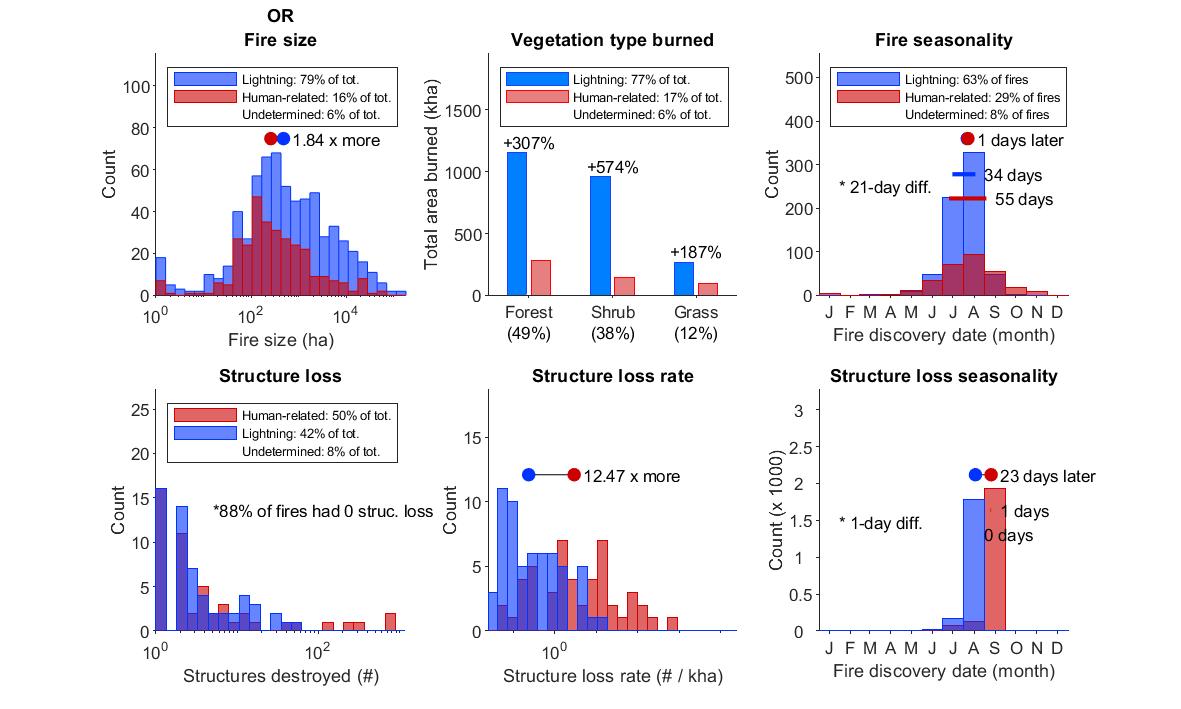 OR
Fire size
Lightning: 79% of tot.
Human-related: 16% of tot.
Undetermined: 6% of tot.
1.84 x more
Count
100
80
60
40
20
0
10^0
10^2
10^4
Fire size (ha)
Vegetation type burned
Lightning: 77% of tot.
Human-related: 17% of tot.
Undetermined: 6% of tot.
Total area burned (kha)
1500
1000
500
0
+307%
+574%
+187%
Forest
(49%)
Shrub
(38%)
Grass
(12%)
Fire seasonality
Lightning: 63% of fires
Human-related: 29% of fires
Undetermined: 8% of fires
1 days later
34 days
* 21-day diff.
55 days
Count
500
400
300
200
100
0
J F M A M J J A S O N D
Fire discovery date (month)
Structure loss
Human-related: 50% of tot.
Lightning: 42% of tot.
Undetermined: 8% of tot.
*88% of fires had 0 struc. loss
Count
25
20
15
10
5
0
10^0
10^2
Structures destroyed (#)
Structure loss rate
12.47 x more
Count
15
10
5
0
10^0
Structure loss rate (# / kha)
Structure loss seasonality
23 days later
1 days
* 1-day diff.
0 days
Count (x 1000)
3
2.5
2
1.5
1
0.5
0
J F M A M J J A S O N D
Fire discovery date (month)